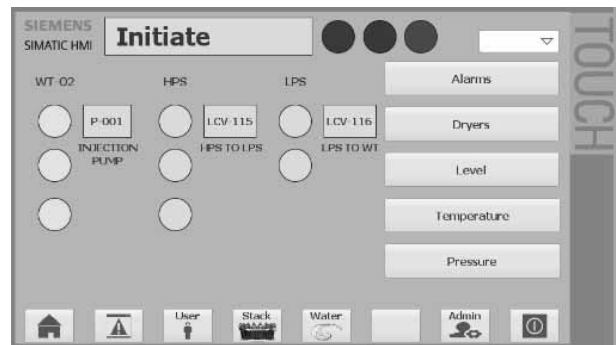 SIEMENS
SIMATIC HMI
Initiate
TOUCH
WT-02
HPS
LPS
Alarms
P-001
LCV-115
LCV-116
Dryers
INJECTION
PUMP
HPS TO LPS
LPS TO WT
Level
Temperature
Pressure
User
Stack
Water
Admin